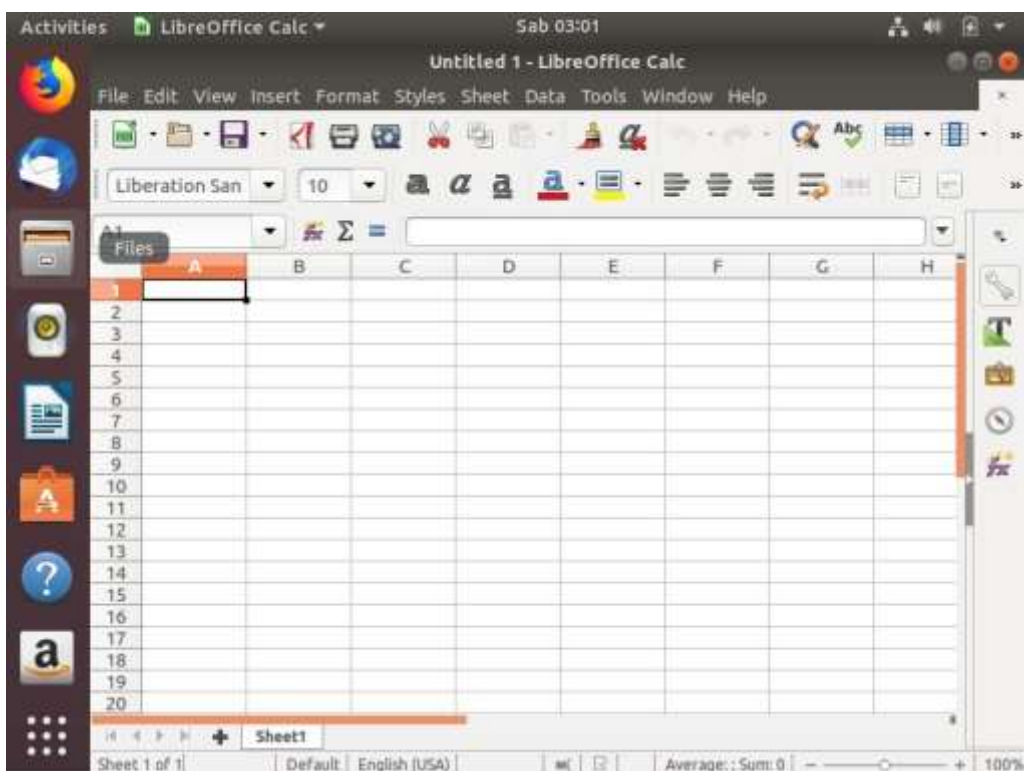 Activities LibreOffice Calc Sab 03:01
Untitled 1 - LibreOffice Calc
File Edit View Insert Format Styles Sheet Data Tools Window Help
Abc
Liberation San 10 a a a a
Files
A B C D E F G H
1
2
3
4
5
6
7
8
9
10
11
12
13
14
15
16
17
18
19
20
Sheet1
Sheet 1 of 1 Default English (USA) Average: ; Sum: 0 100%